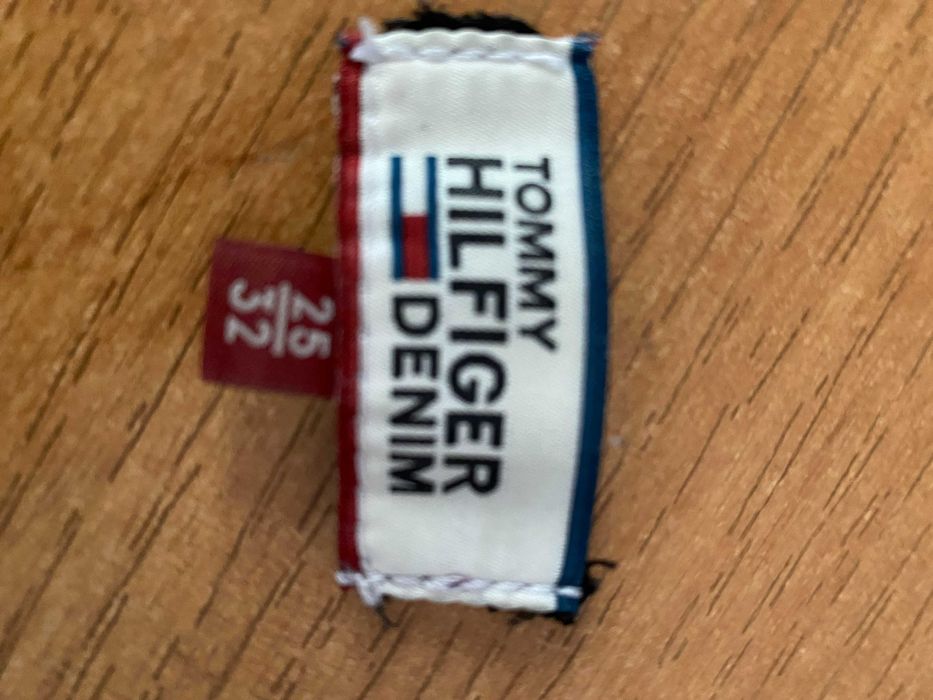 TOMMY
HILFIGER
DENIM
25
32